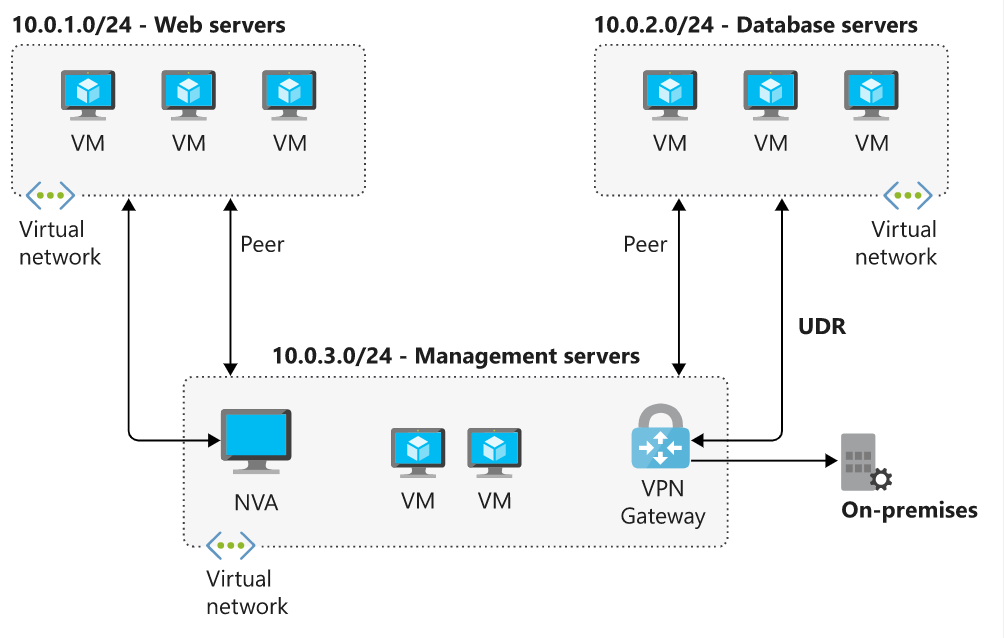 10.0.1.0/24 - Web servers
10.0.2.0/24 - Database servers
VM
VM
VM
VM
VM
VM
Virtual
network
Peer
Peer
Virtual
network
UDR
10.0.3.0/24 - Management servers
NVA
VM
VM
VPN
Gateway
On-premises
Virtual
network